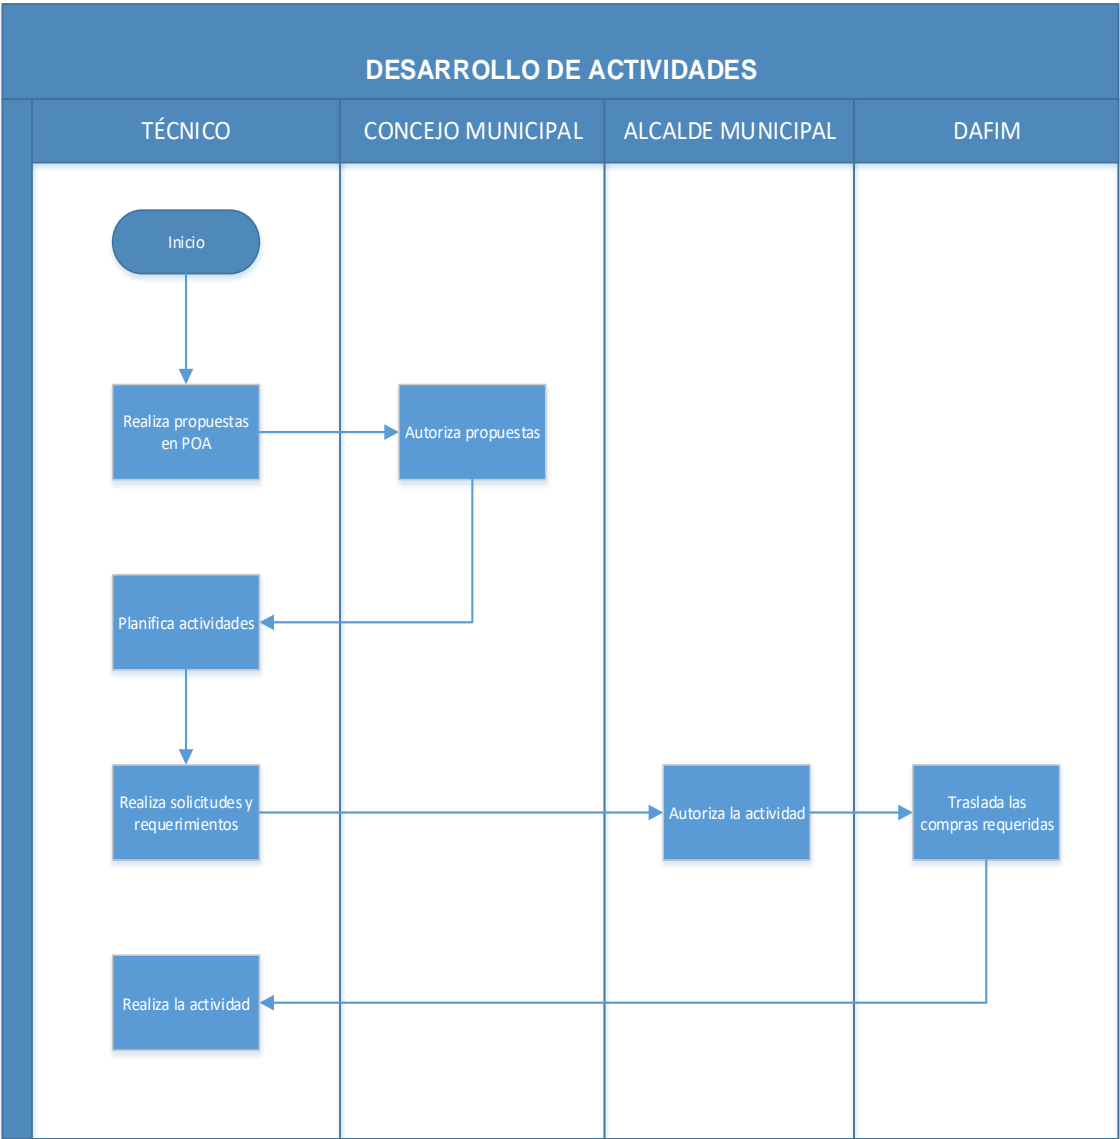 DESARROLLO DE ACTIVIDADES
TÉCNICO
CONCEJO MUNICIPAL
ALCALDE MUNICIPAL
DAFIM
Inicio
Realiza propuestas
en POA
Autoriza propuestas
Planifica actividades
Realiza solicitudes y
requerimientos
Autoriza la actividad
Traslada las
compras requeridas
Realiza la actividad